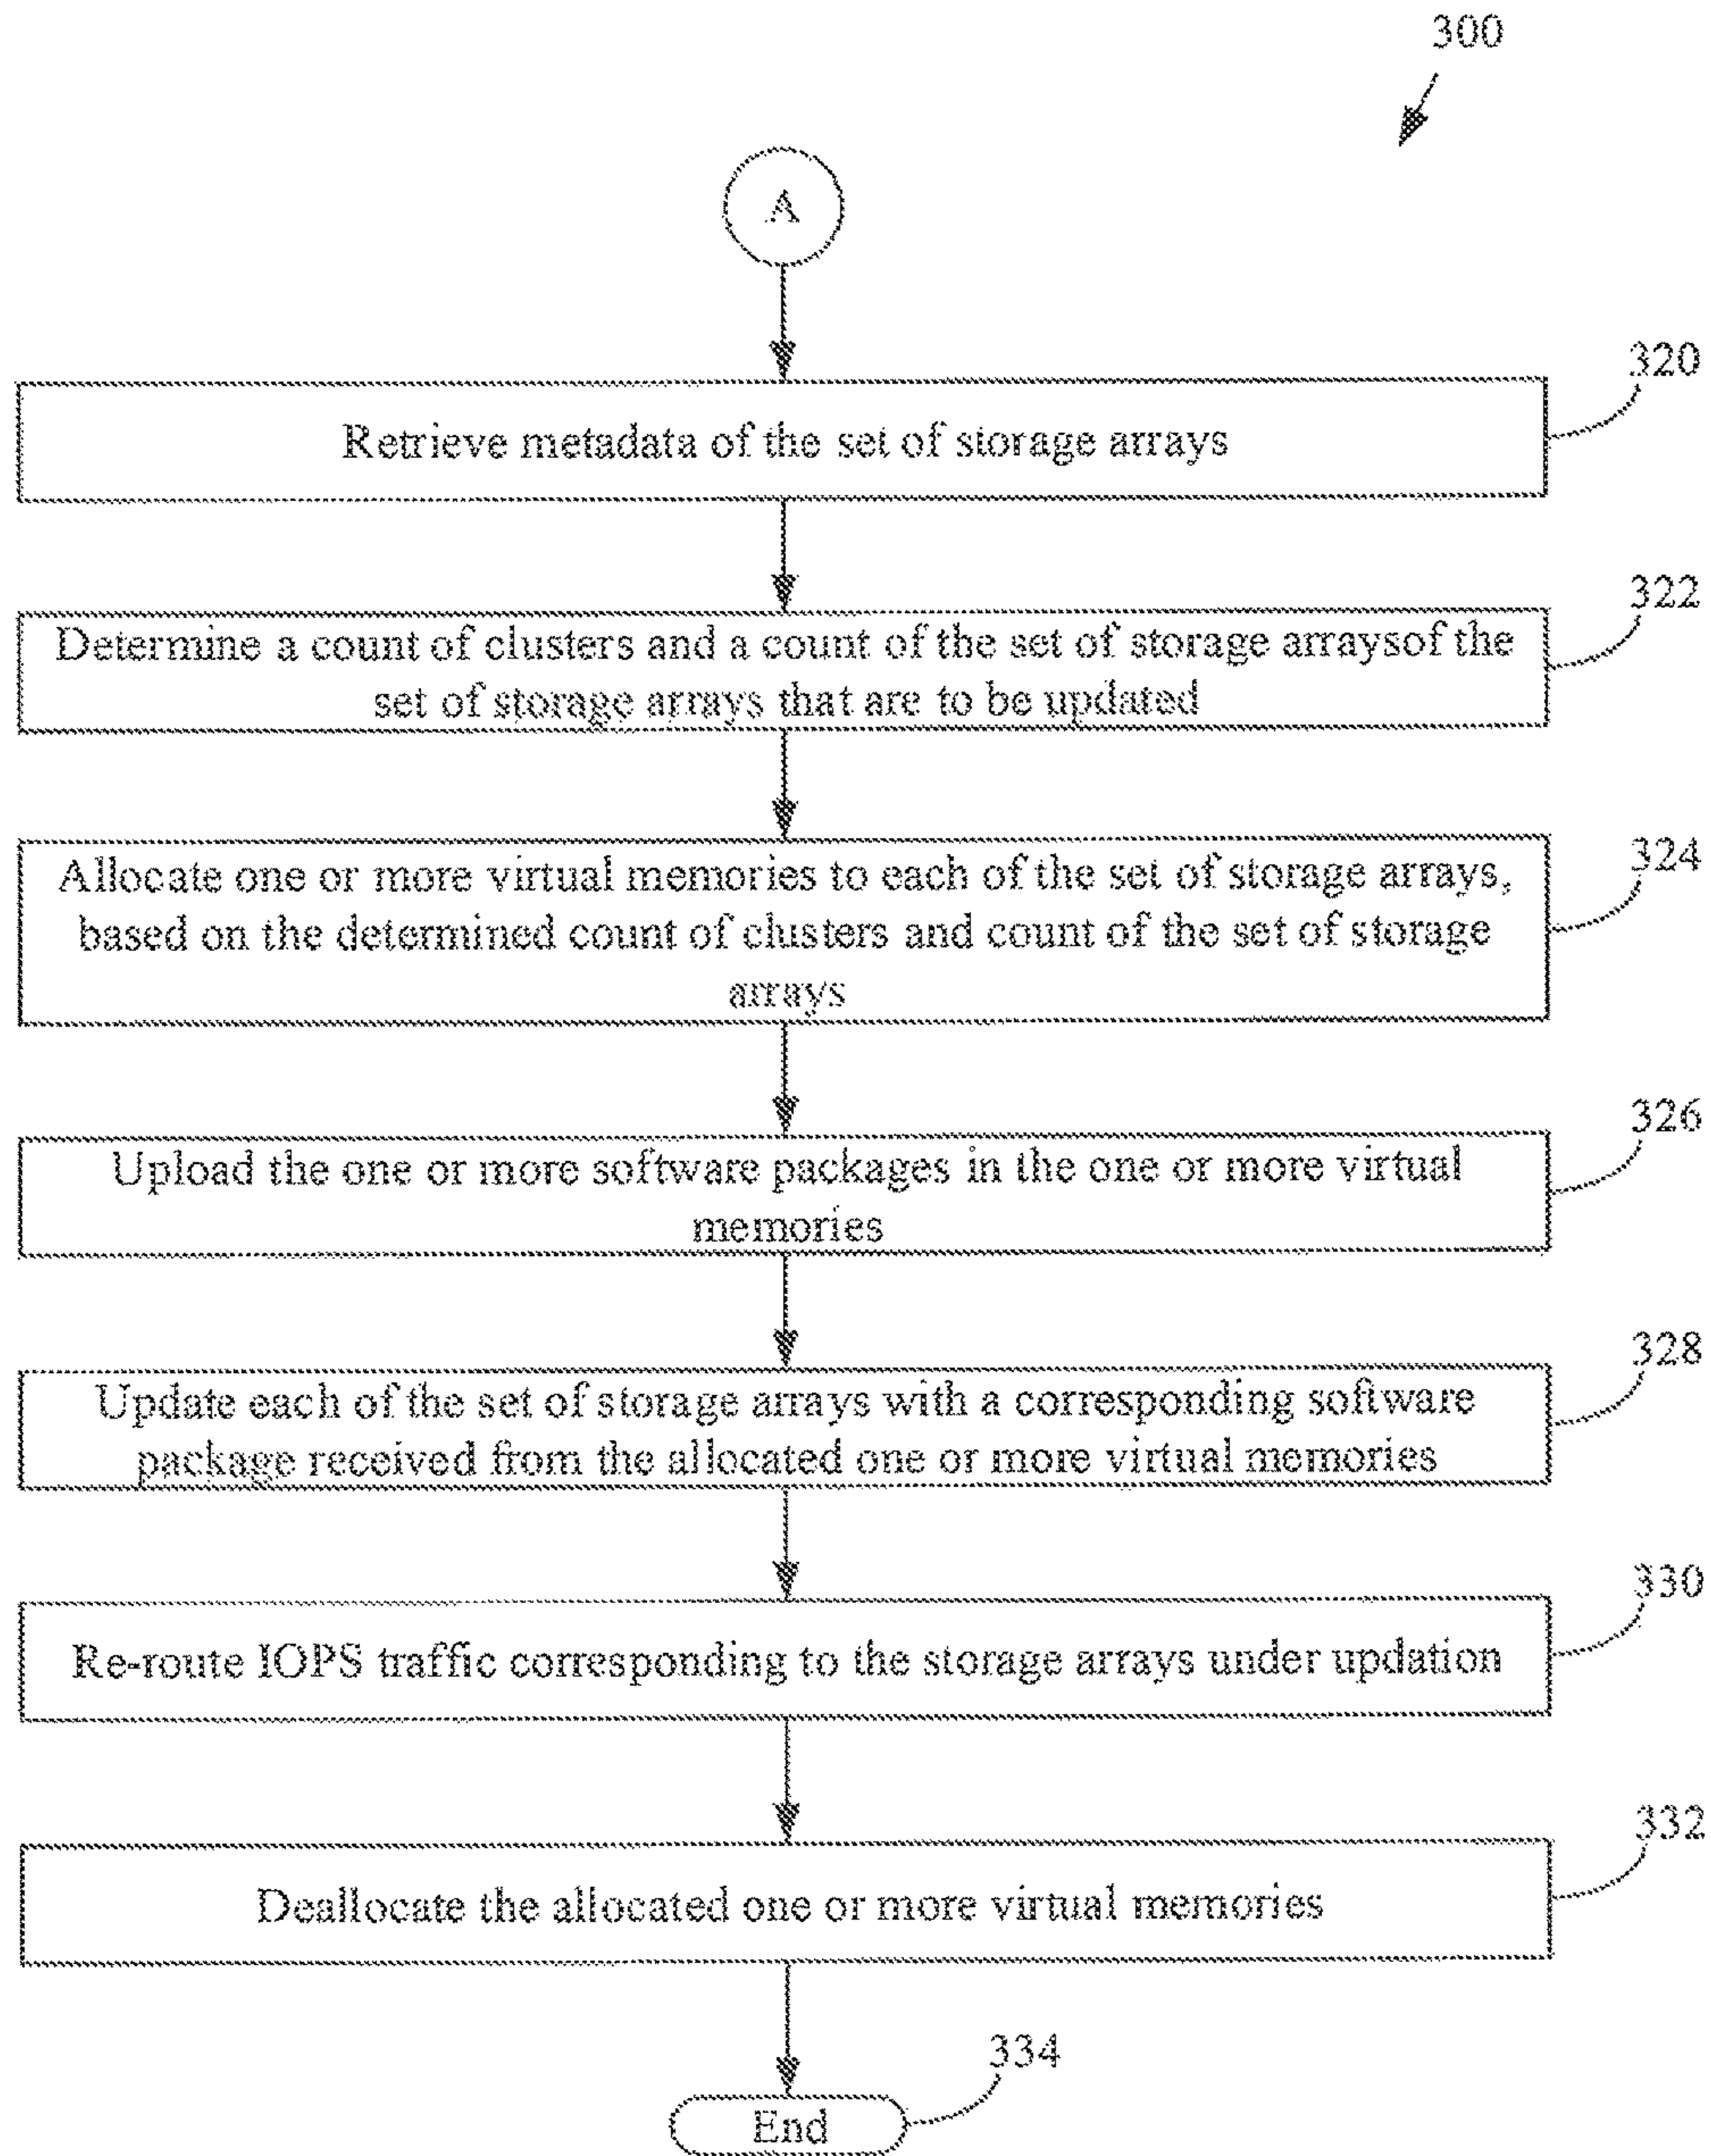 300
A
320
Retrieve metadata of the set of storage arrays
322
Determine a count of clusters and a count of the set of storage arraysof the
set of storage arrays that are to be updated
324
Allocate one or more virtual memories to each of the set of storage arrays,
based on the determined count of clusters and count of the set of storage
arrays
326
Upload the one or more software packages in the one or more virtual
memories
328
Update each of the set of storage arrays with a corresponding software
package received from the allocated one or more virtual memories
330
Re-route IOPS traffic corresponding to the storage arrays under updation
332
Deallocate the allocated one or more virtual memories
334
End